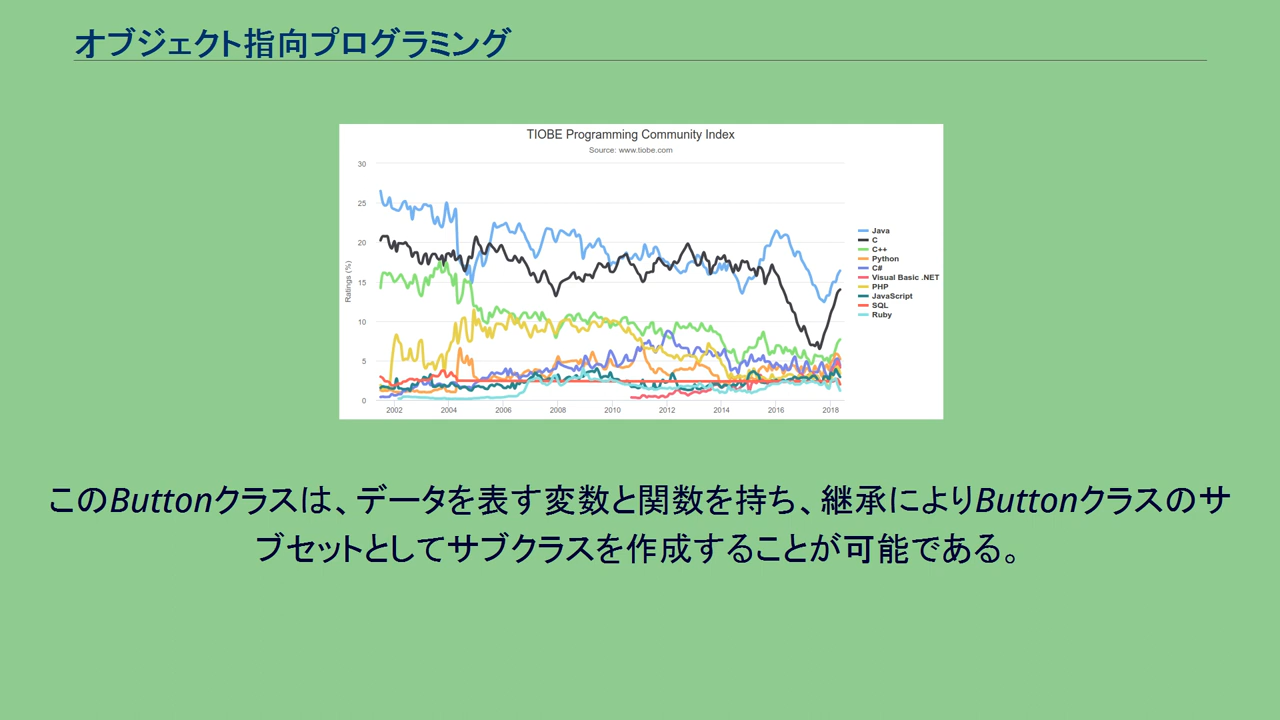 オブジェクト指向プログラミング
TIOBE Programming Community Index
Source: www.tiobe.com
30
25
20
15
10
5
0
Ratings (%)
2002 2004 2006 2008 2010 2012 2014 2016 2018
Java
C
C++
Python
C#
Visual Basic .NET
PHP
JavaScript
SQL
Ruby
このButtonクラスは、データを表す変数と関数を持ち、継承によりButtonクラスのサ
ブセットとしてサブクラスを作成することが可能である。